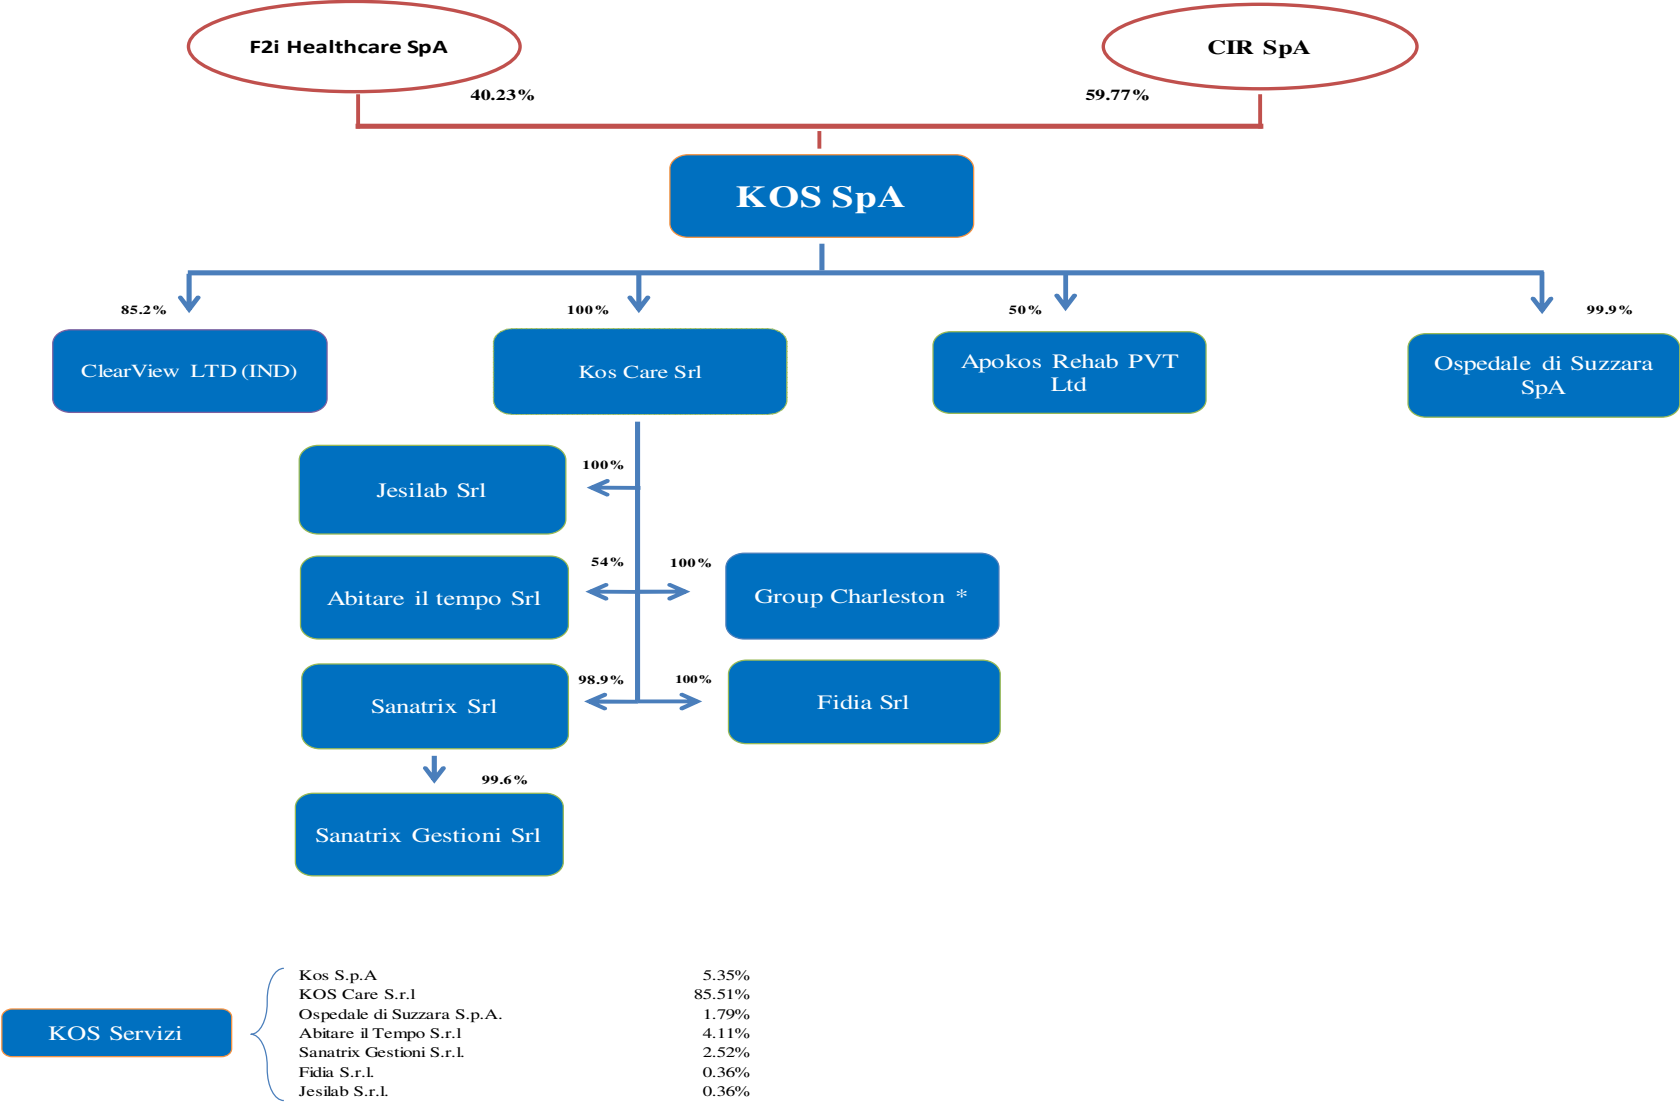 F2i Healthcare SpA
CIR SpA
40.23%
59.77%
KOS SpA
85.2%
100%
50%
99.9%
ClearView LTD (IND)
Kos Care Srl
Apokos Rehab PVT
Ltd
Ospedale di Suzzara
SpA
Jesilab Srl
100%
Abitare il tempo Srl
54%
100%
Group Charleston *
Sanatrix Srl
98.9%
100%
Fidia Srl
99.6%
Sanatrix Gestioni Srl
KOS Servizi
Kos S.p.A 5.35%
KOS Care S.r.l 85.51%
Ospedale di Suzzara S.p.A. 1.79%
Abitare il Tempo S.r.l 4.11%
Sanatrix Gestioni S.r.l. 2.52%
Fidia S.r.l. 0.36%
Jesilab S.r.l. 0.36%